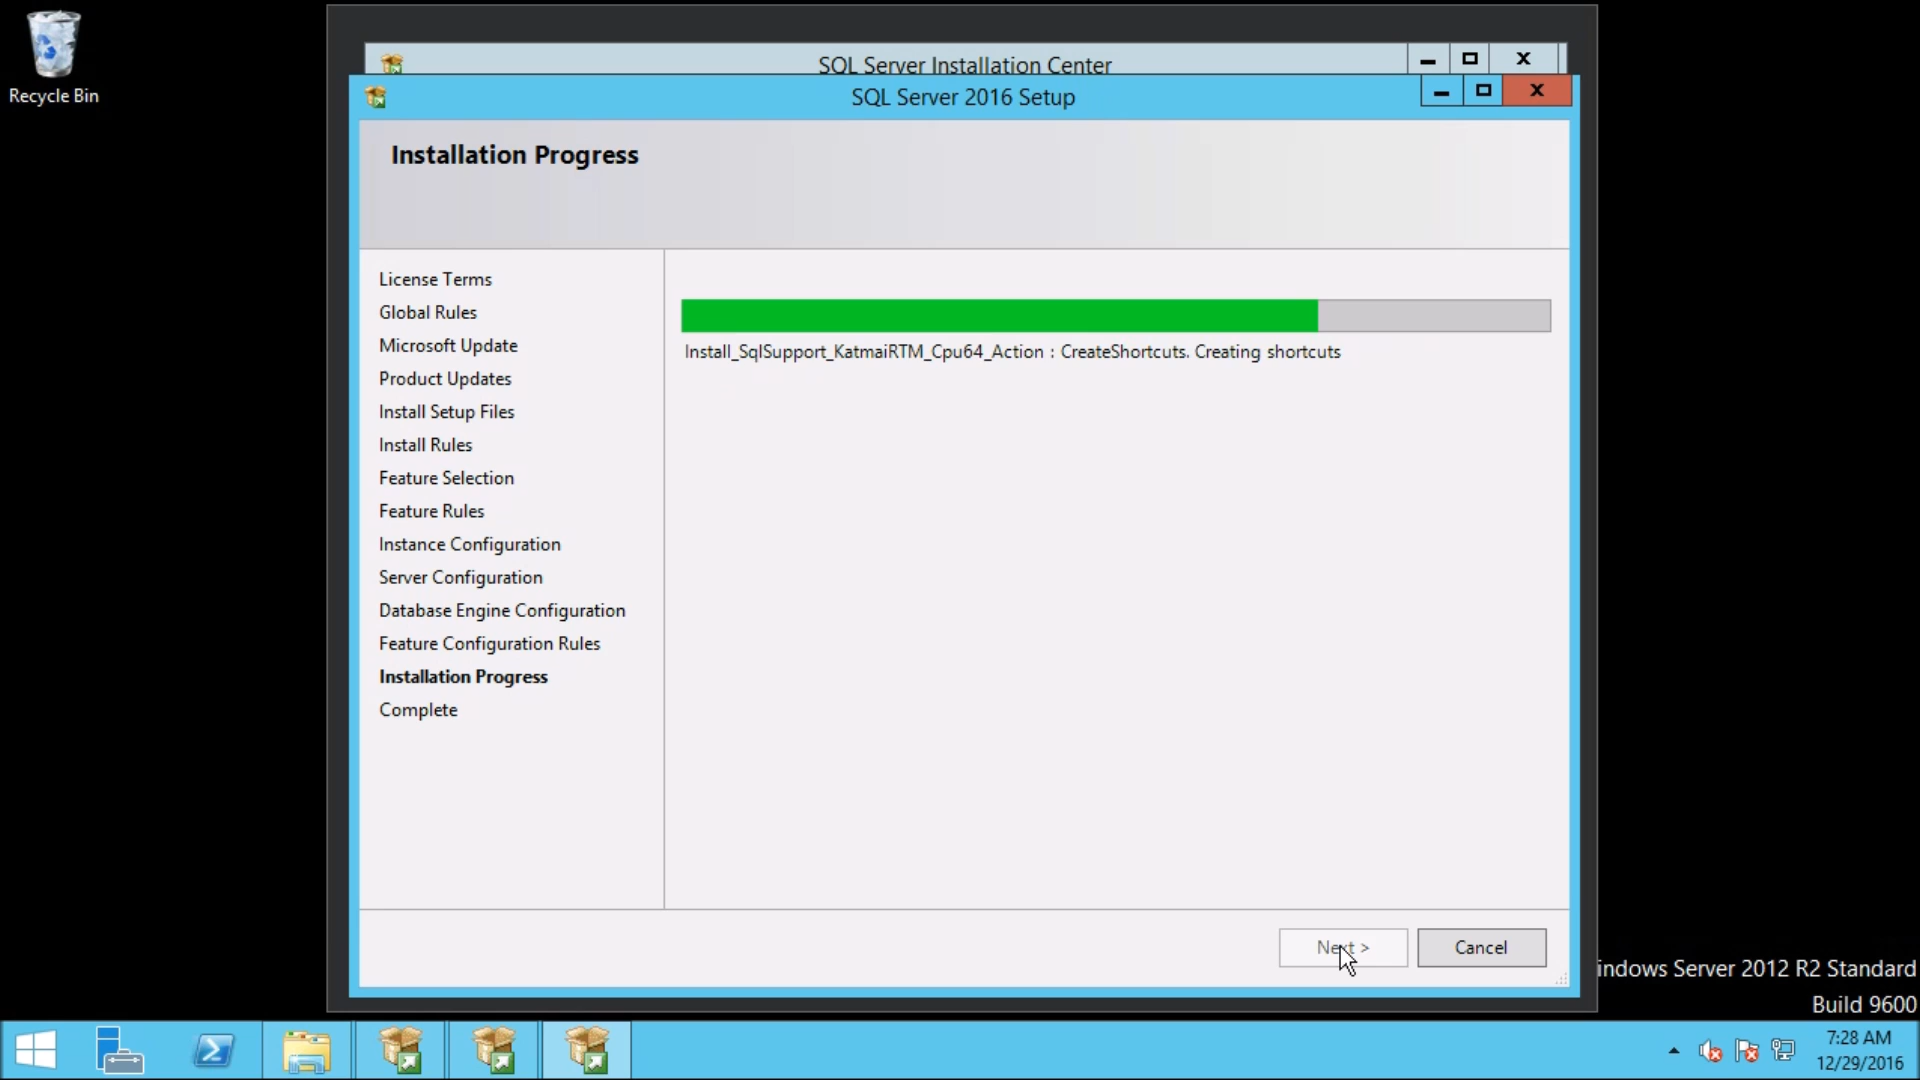 Recycle Bin
SQL Server Installation Center
SQL Server 2016 Setup
Installation Progress
License Terms
Global Rules
Microsoft Update
Product Updates
Install Setup Files
Install Rules
Feature Selection
Feature Rules
Instance Configuration
Server Configuration
Database Engine Configuration
Feature Configuration Rules
Installation Progress
Complete
Install_SqlSupport_KatmaiRTM_Cpu64_Action : CreateShortcuts. Creating shortcuts
Next >
Cancel
indows Server 2012 R2 Standard
Build 9600
7:28 AM
12/29/2016